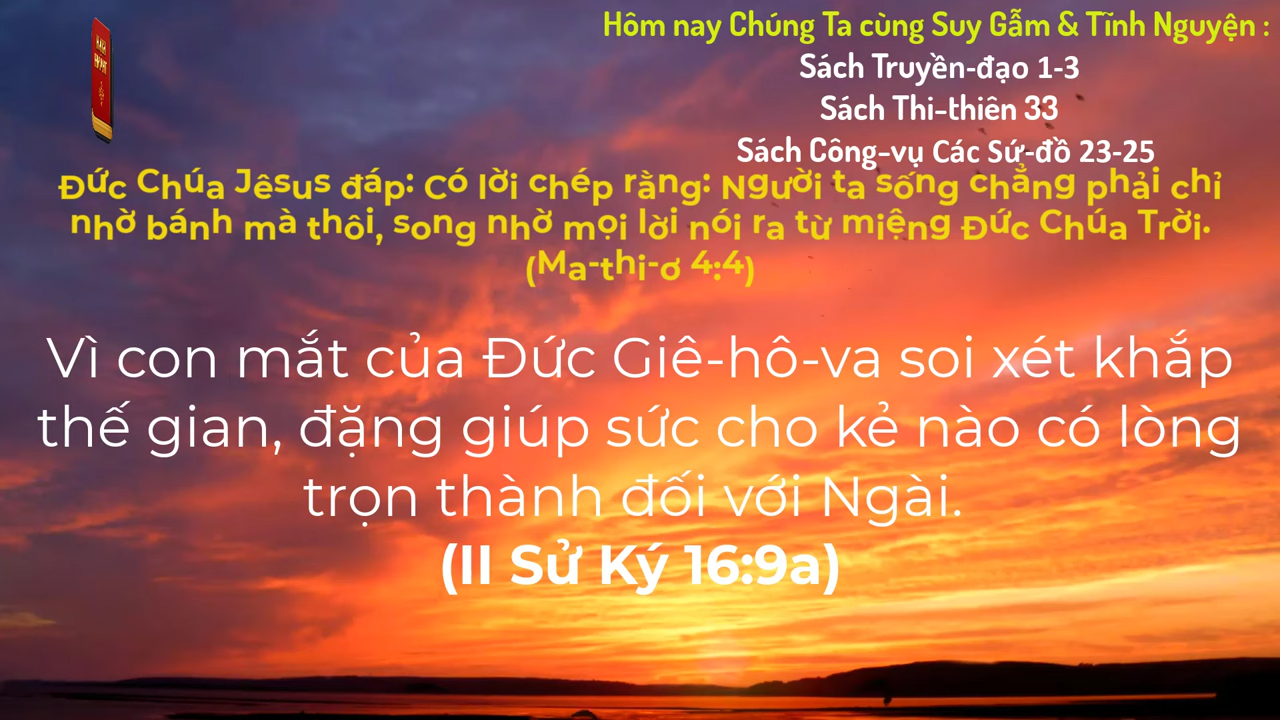 Hôm nay Chúng Ta cùng Suy Gẫm & Tĩnh Nguyện :
Sách Truyền-đạo 1-3
Sách Thi-thiên 33
Sách Công-vụ Các Sứ-đồ 23-25
Đức Chúa Jêsus đáp: Có lời chép rằng: Người ta sống chẳng phải chỉ
nhờ bánh mà thôi, song nhờ mọi lời nói ra từ miệng Đức Chúa Trời.
(Ma-thi-ơ 4:4)
Vì con mắt của Đức Giê-hô-va soi xét khắp
thế gian, đặng giúp sức cho kẻ nào có lòng
trọn thành đối với Ngài.
(II Sử Ký 16:9a)